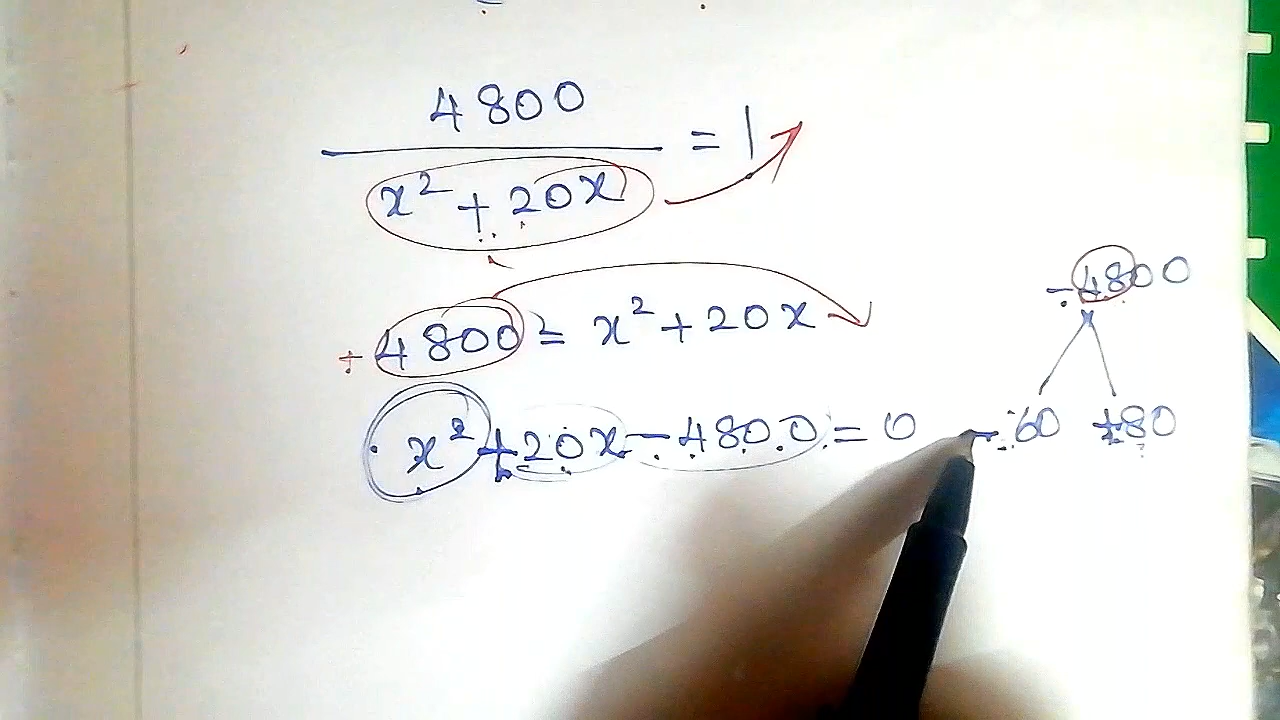 4800
x² + 20x = 1
+ 4800 = x² + 20x
- 4800
x² + 20x - 4800 = 0
- 60 + 80